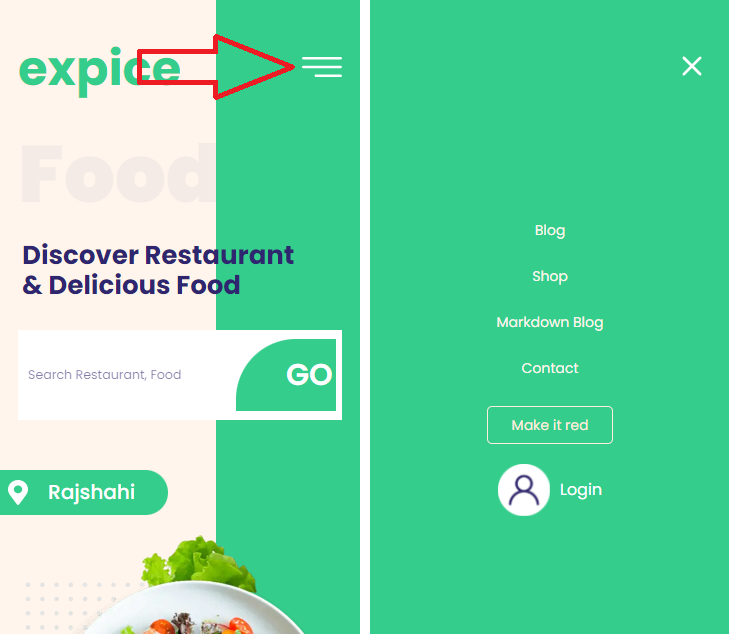 expice
Food
Discover Restaurant
& Delicious Food
Search Restaurant, Food
GO
Rajshahi
Blog
Shop
Markdown Blog
Contact
Make it red
Login